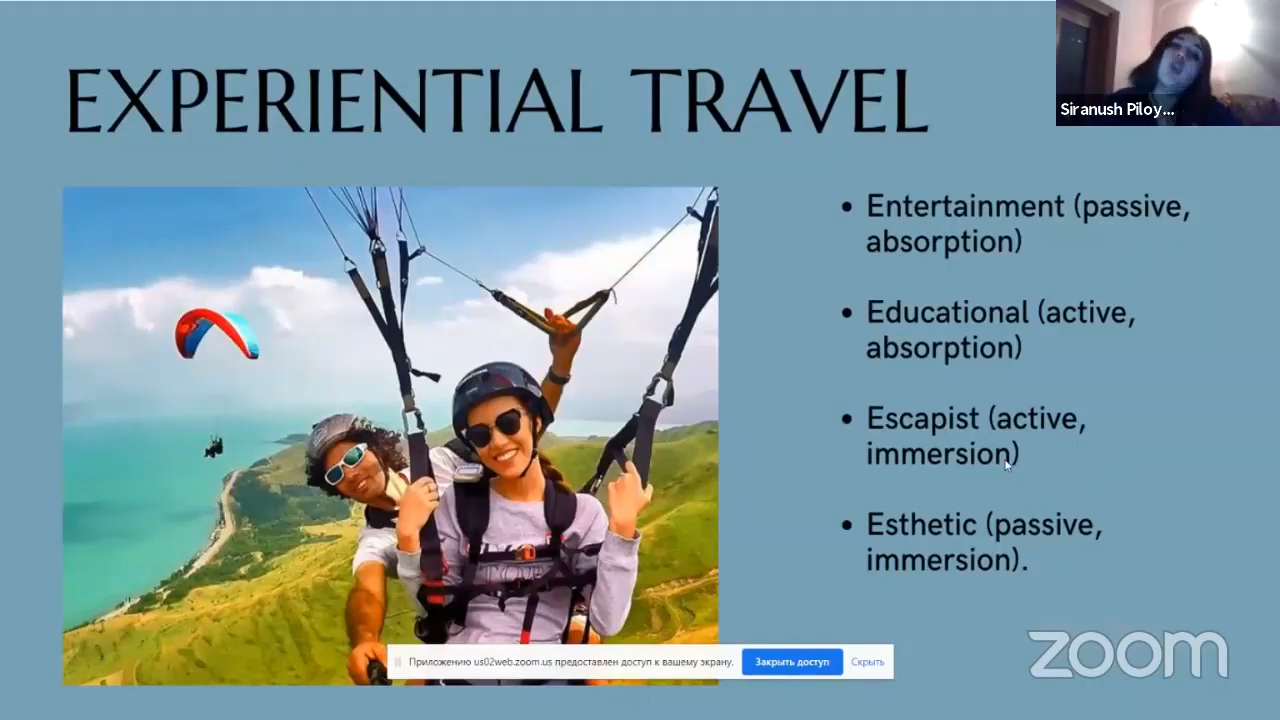 EXPERIENTIAL TRAVEL
Siranush Piloy...
• Entertainment (passive,
absorption)
• Educational (active,
absorption)
• Escapist (active,
immersion)
• Esthetic (passive,
immersion).
Приложению us02web.zoom.us предоставлен доступ к вашему экрану.
Закрыть доступ
Скрыть
zoom